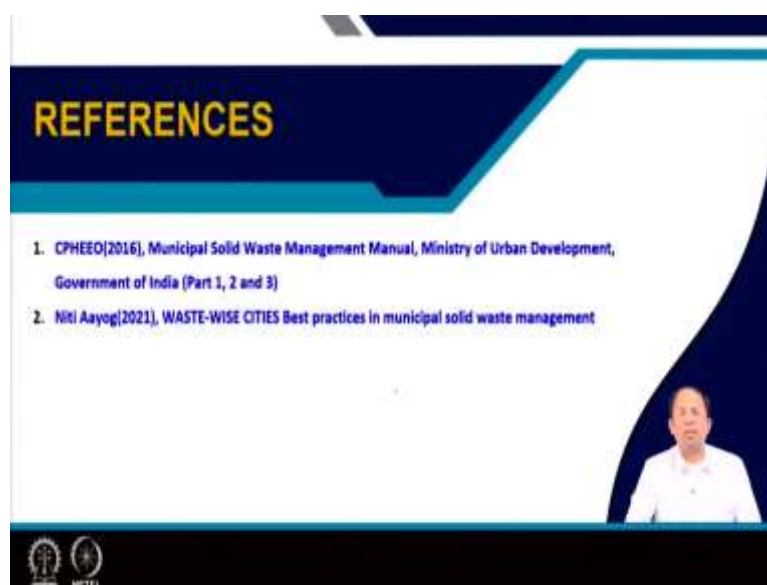 REFERENCES
1. CPHEEO(2016), Municipal Solid Waste Management Manual, Ministry of Urban Development,
Government of India (Part 1, 2 and 3)
2. Niti Aayog(2021), WASTE-WISE CITIES Best practices in municipal solid waste management
NPTEL